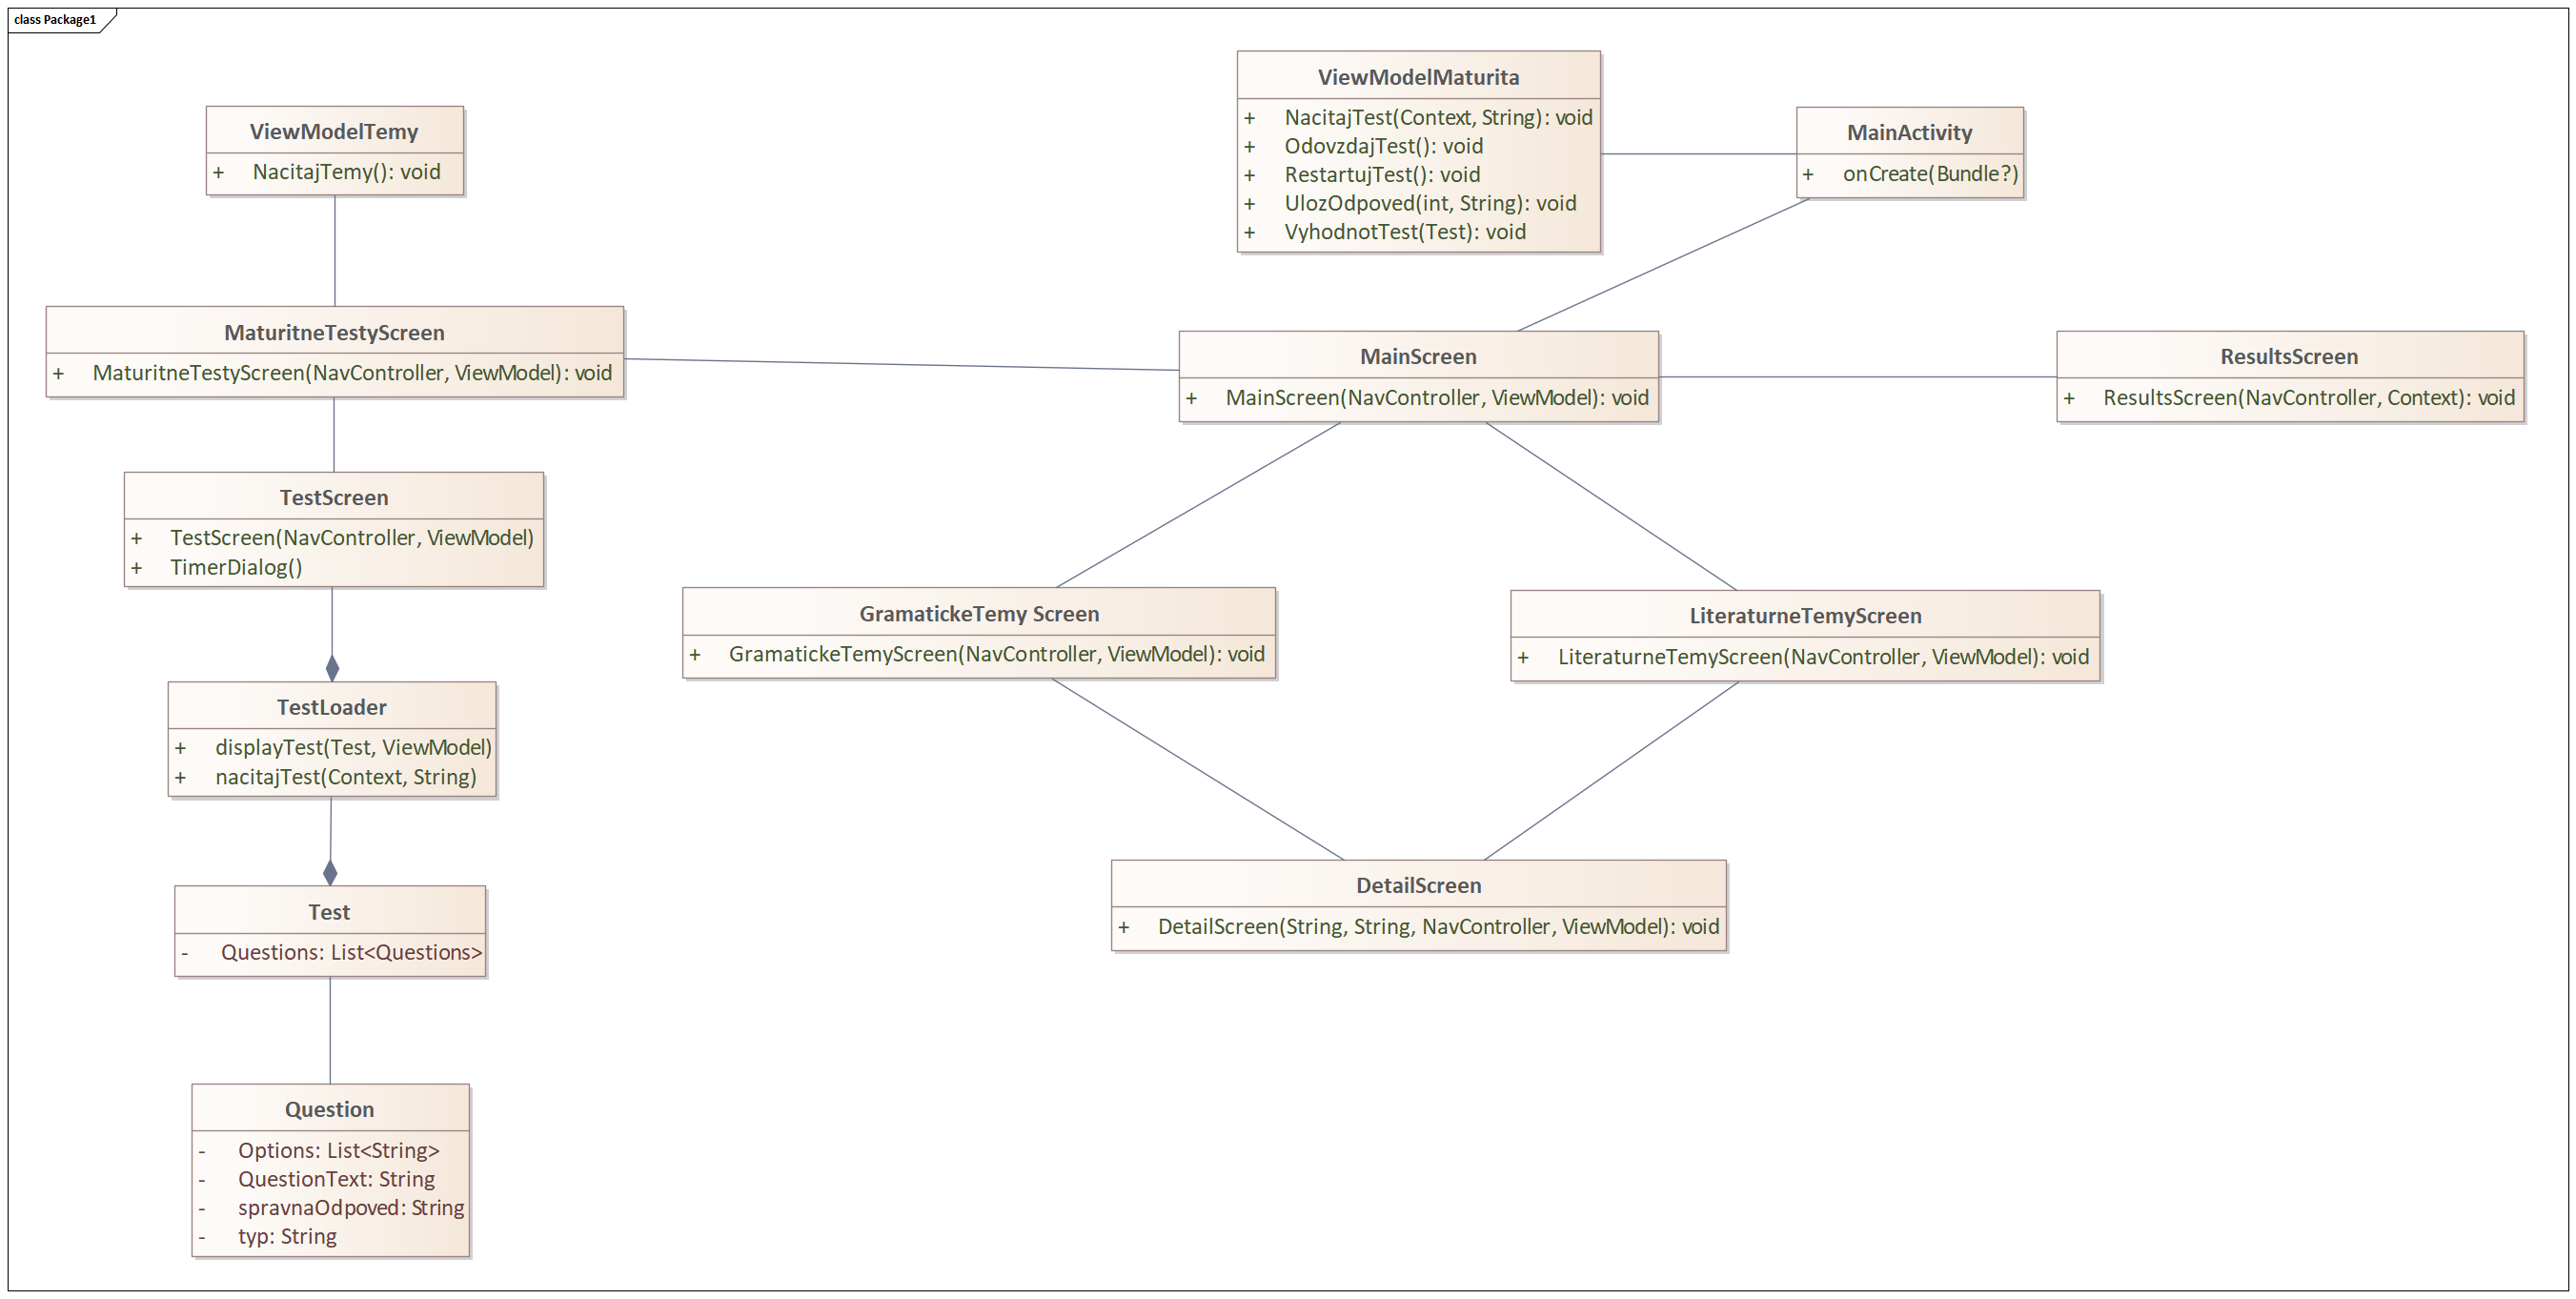 class Package1
ViewModelTemy
+ NacitajTemy(): void
ViewModelMaturita
+ NacitajTest(Context, String): void
+ OdovzdajTest(): void
+ RestartujTest(): void
+ UlozOdpoved(int, String): void
+ VyhodnotTest(Test): void
MainActivity
+ onCreate(Bundle?)
MaturitneTestyScreen
+ MaturitneTestyScreen(NavController, ViewModel): void
MainScreen
+ MainScreen(NavController, ViewModel): void
ResultsScreen
+ ResultsScreen(NavController, Context): void
TestScreen
+ TestScreen(NavController, ViewModel)
+ TimerDialog()
GramatickeTemy Screen
+ GramatickeTemyScreen(NavController, ViewModel): void
LiteraturneTemyScreen
+ LiteraturneTemyScreen(NavController, ViewModel): void
TestLoader
+ displayTest(Test, ViewModel)
+ nacitajTest(Context, String)
Test
- Questions: List<Questions>
DetailScreen
+ DetailScreen(String, String, NavController, ViewModel): void
Question
- Options: List<String>
- QuestionText: String
- spravnaOdpoved: String
- typ: String